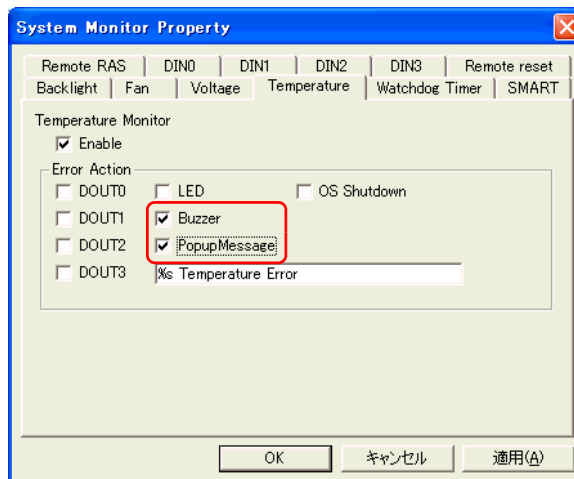 System Monitor Property
Remote RAS DIN0 DIN1 DIN2 DIN3 Remote reset
Backlight Fan Voltage Temperature Watchdog Timer SMART
Temperature Monitor
Enable
Error Action
DOUT0 LED OS Shutdown
DOUT1 Buzzer
DOUT2 PopupMessage
DOUT3 %s Temperature Error
OK キャンセル 適用(A)